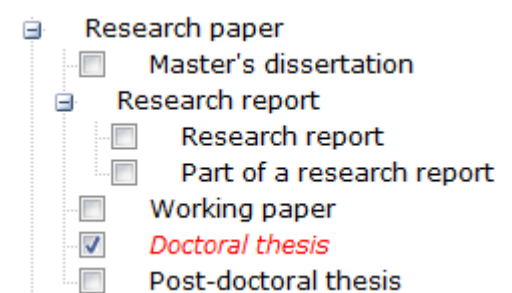 Research paper
Master's dissertation
Research report
Research report
Part of a research report
Working paper
Doctoral thesis
Post-doctoral thesis